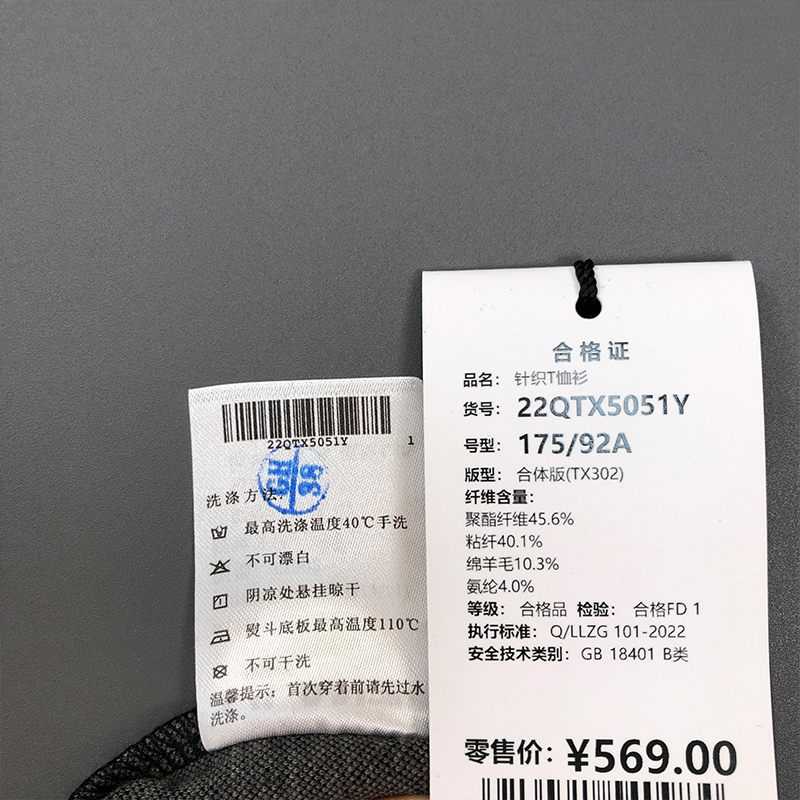 22QTX5051Y 1
GH 98
洗涤方法:
最高洗涤温度40℃手洗
不可漂白
阴凉处悬挂晾干
熨斗底板最高温度110℃
不可干洗
温馨提示：首次穿着前请先过水
洗涤。
合格证
品名：针织T恤衫
货号：22QTX5051Y
号型：175/92A
版型：合体版(TX302)
纤维含量：
聚酯纤维45.6%
粘纤40.1%
绵羊毛10.3%
氨纶4.0%
等级：合格品 检验：合格FD 1
执行标准：Q/LLZG 101-2022
安全技术类别：GB 18401 B类
零售价：¥569.00